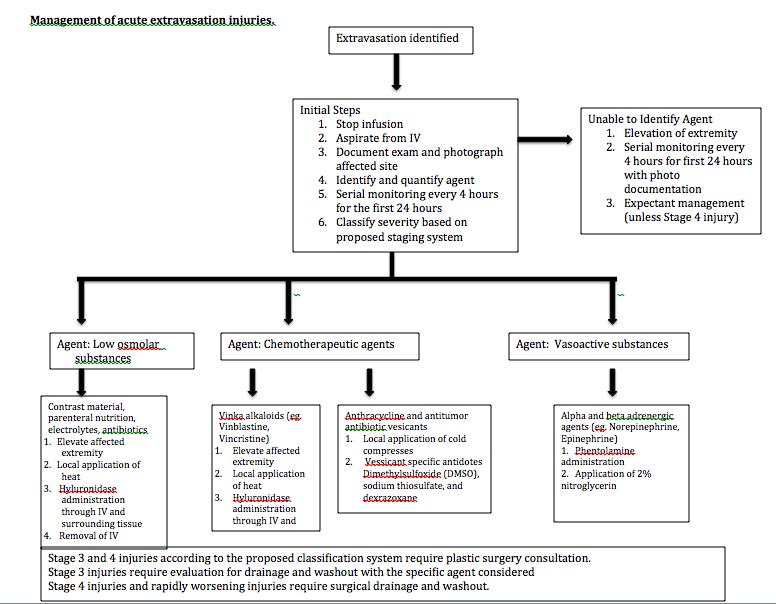 Management of acute extravasation injuries.
Extravasation identified
Initial Steps
1. Stop infusion
2. Aspirate from IV
3. Document exam and photograph
affected site
4. Identify and quantify agent
5. Serial monitoring every 4 hours
for the first 24 hours
6. Classify severity based on
proposed staging system
Unable to Identify Agent
1. Elevation of extremity
2. Serial monitoring every
4 hours for first 24 hours
with photo
documentation
3. Expectant management
(unless Stage 4 injury)
Agent: Low osmolar
substances
Agent: Chemotherapeutic agents
Agent: Vasoactive substances
Contrast material,
parenteral nutrition,
electrolytes, antibiotics
1. Elevate affected
extremity
2. Local application of
heat
3. Hyluronidase
administration
through IV and
surrounding tissue
4. Removal of IV
Vinka alkaloids (eg.
Vinblastine,
Vincristine)
1. Elevate affected
extremity
2. Local application
of heat
3. Hyluronidase
administration
through IV and
Anthracycline and antitumor
antibiotic vesicants
1. Local application of cold
compresses
2. Vessicant specific antidotes
Dimethylsulfoxide (DMSO),
sodium thiosulfate, and
dexrazoxane
Alpha and beta adrenergic
agents (eg. Norepinephrine,
Epinephrine)
1. Phentolamine
administration
2. Application of 2%
nitroglycerin
Stage 3 and 4 injuries according to the proposed classification system require plastic surgery consultation.
Stage 3 injuries require evaluation for drainage and washout with the specific agent considered
Stage 4 injuries and rapidly worsening injuries require surgical drainage and washout.